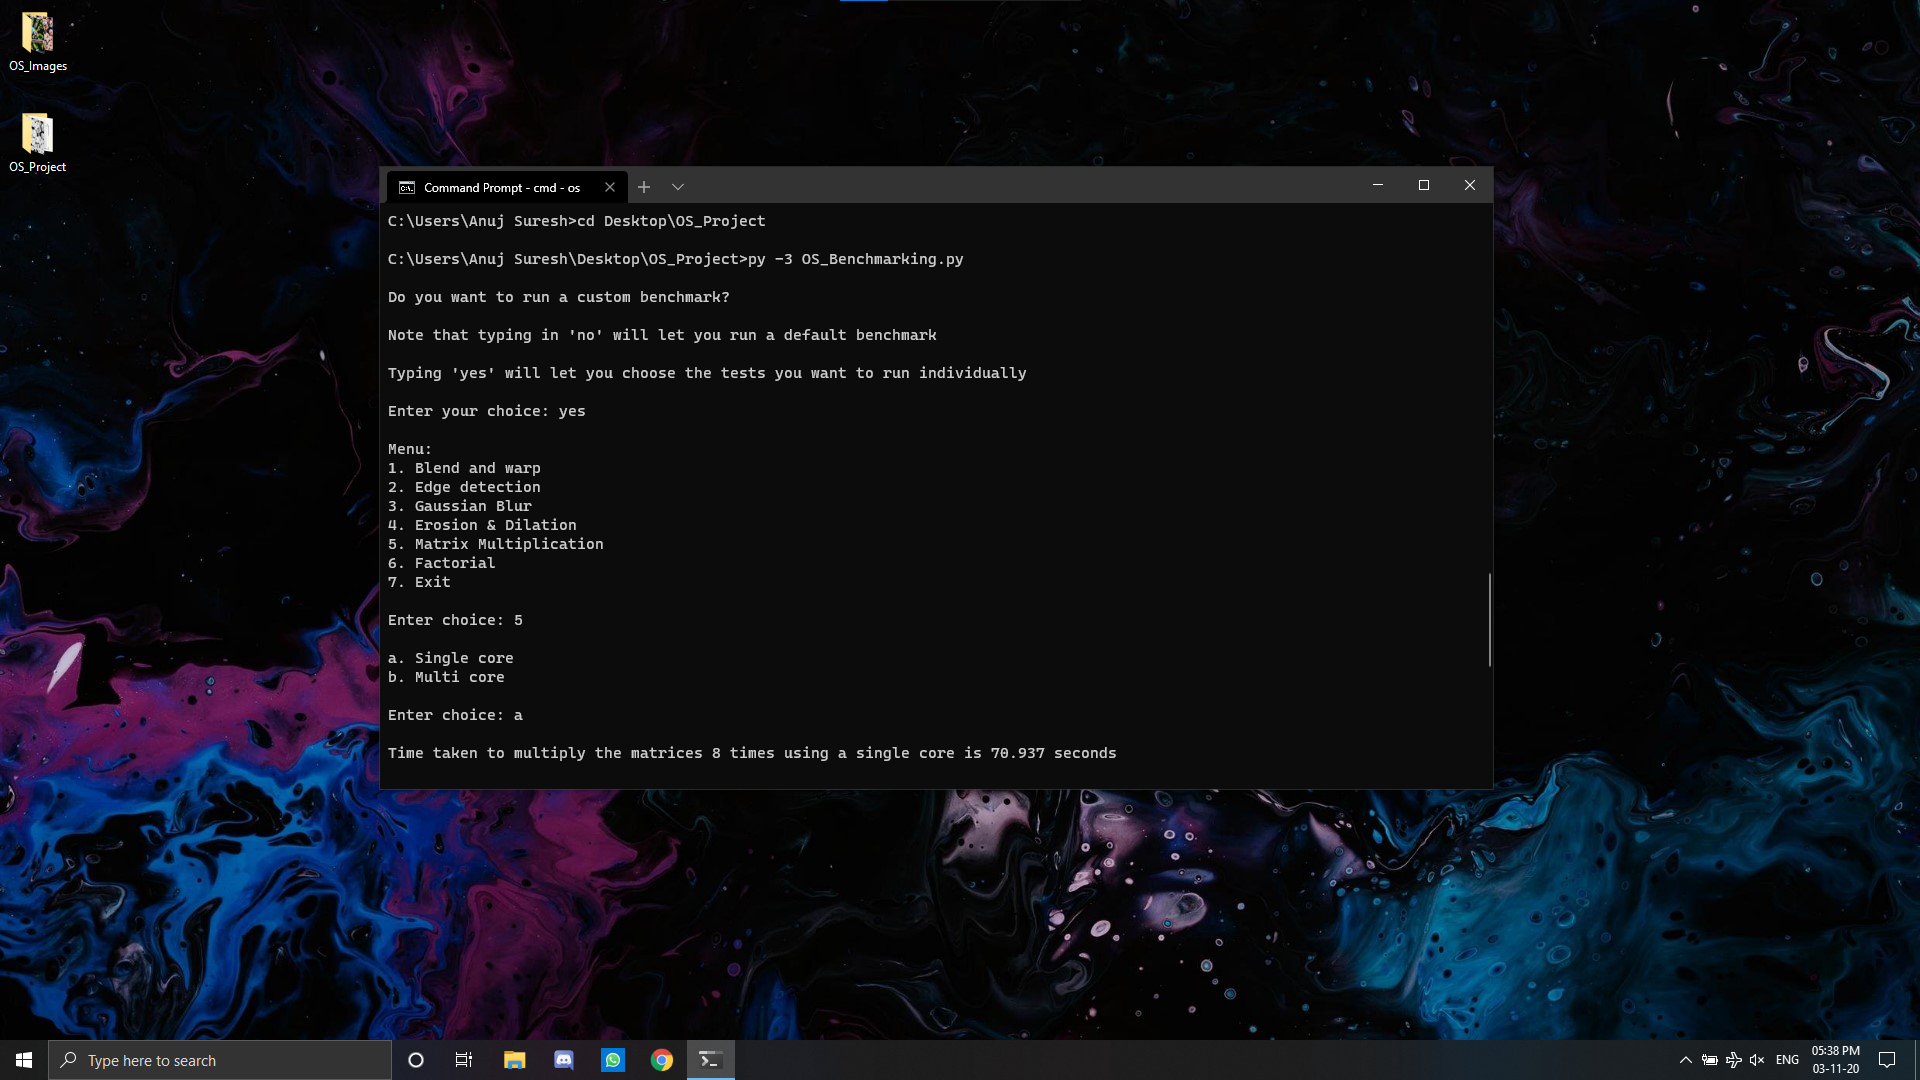 OS_Images
OS_Project
Command Prompt - cmd - os
C:\Users\Anuj Suresh>cd Desktop\OS_Project
C:\Users\Anuj Suresh\Desktop\OS_Project>py -3 OS_Benchmarking.py
Do you want to run a custom benchmark?
Note that typing in 'no' will let you run a default benchmark
Typing 'yes' will let you choose the tests you want to run individually
Enter your choice: yes
Menu:
1. Blend and warp
2. Edge detection
3. Gaussian Blur
4. Erosion & Dilation
5. Matrix Multiplication
6. Factorial
7. Exit
Enter choice: 5
a. Single core
b. Multi core
Enter choice: a
Time taken to multiply the matrices 8 times using a single core is 70.937 seconds
Type here to search
ENG
05:38 PM
03-11-20